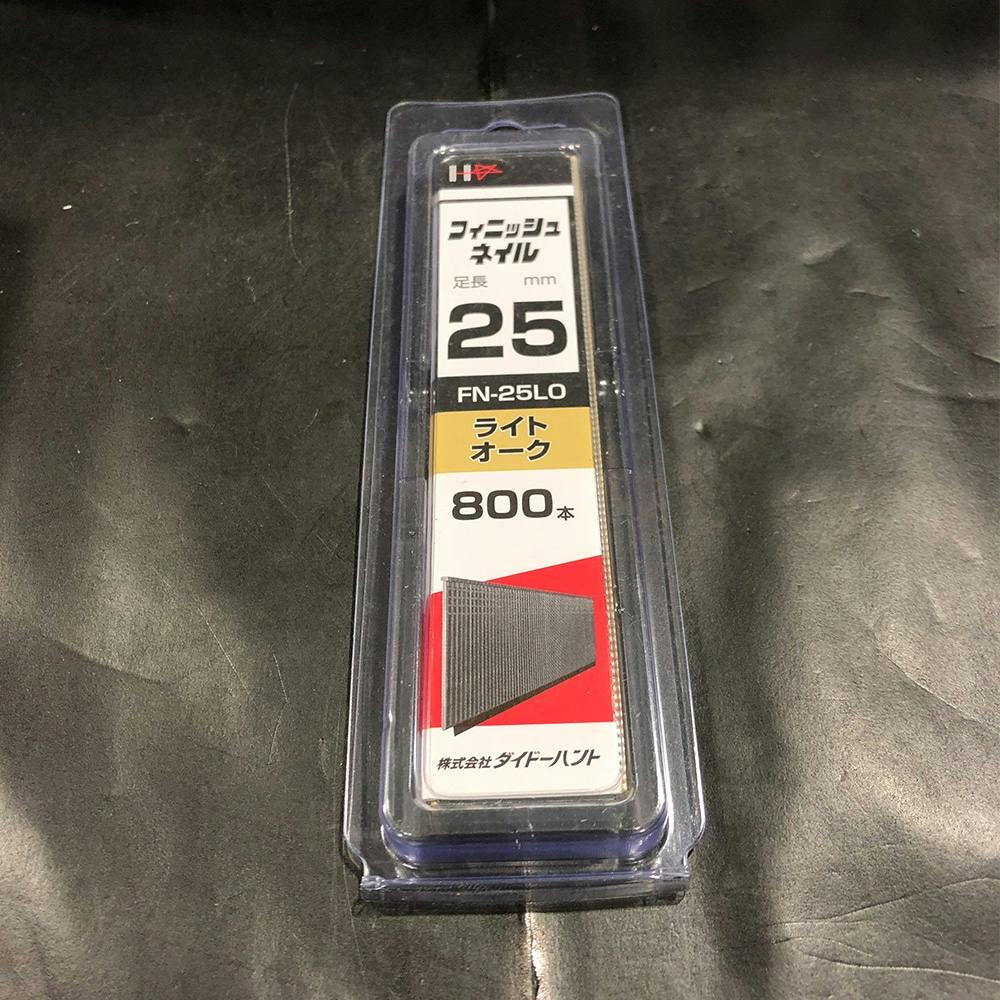 H
フィニッシュ
ネイル
足長 mm
25
FN-25LO
ライト
オーク
800本
株式会社 ダイドーハント